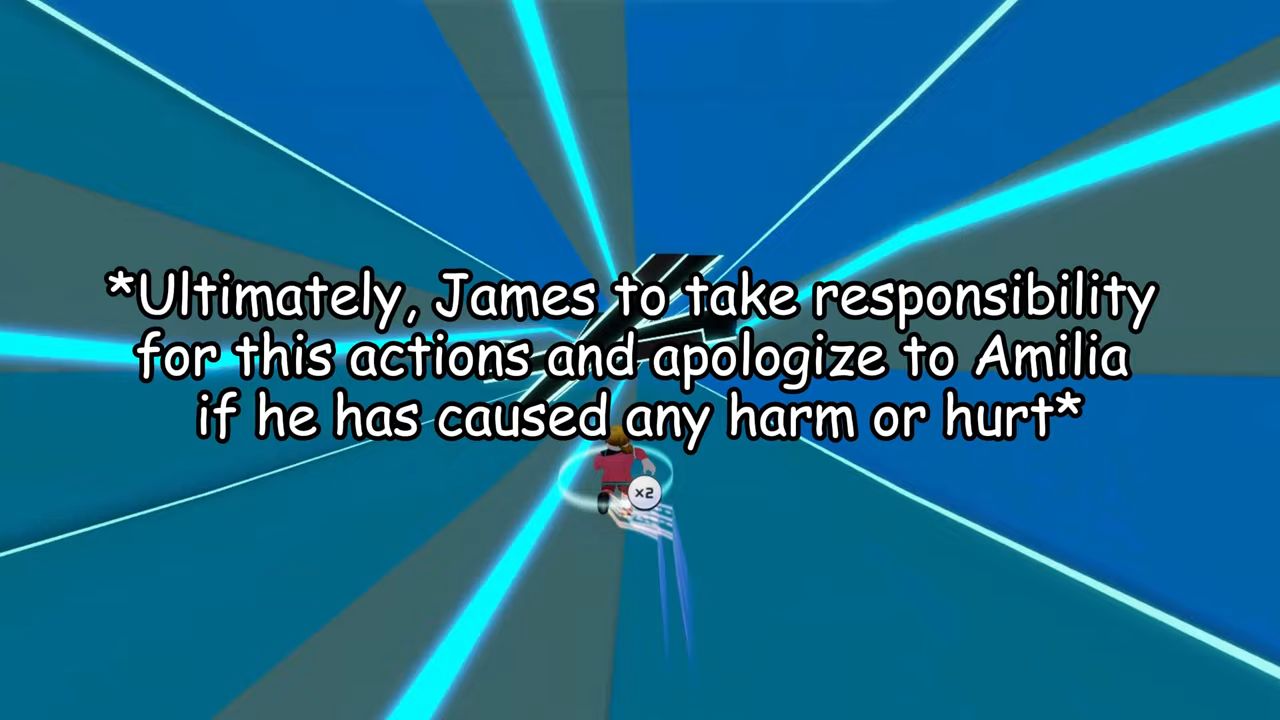 *Ultimately, James to take responsibility
for this actions and apologize to Amilia
if he has caused any harm or hurt*
x2